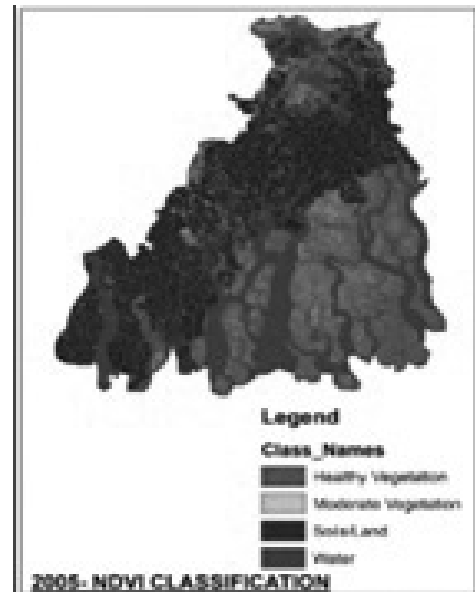 Legend
Class_Names
Healthy Vegetation
Moderate Vegetation
Soils/Land
Water
2005- NDVI CLASSIFICATION